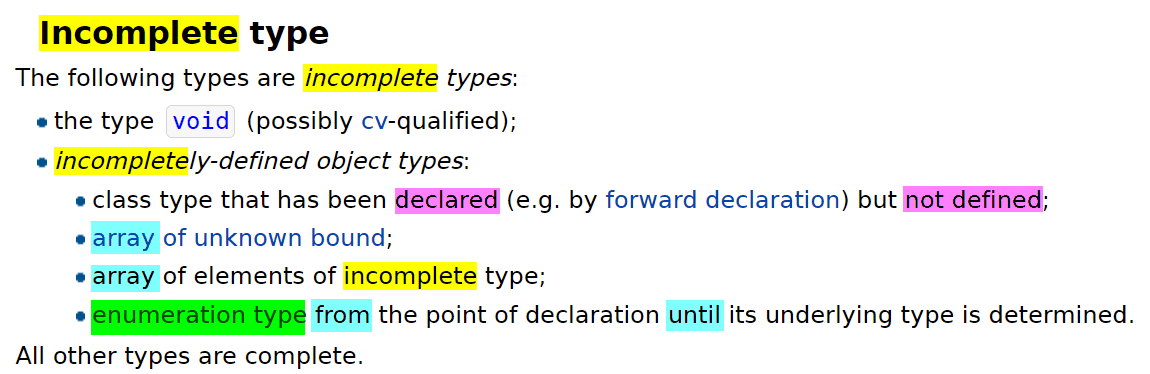 Incomplete type
The following types are incomplete types:
the type void (possibly cv-qualified);
incompletely-defined object types:
class type that has been declared (e.g. by forward declaration) but not defined;
array of unknown bound;
array of elements of incomplete type;
enumeration type from the point of declaration until its underlying type is determined.
All other types are complete.